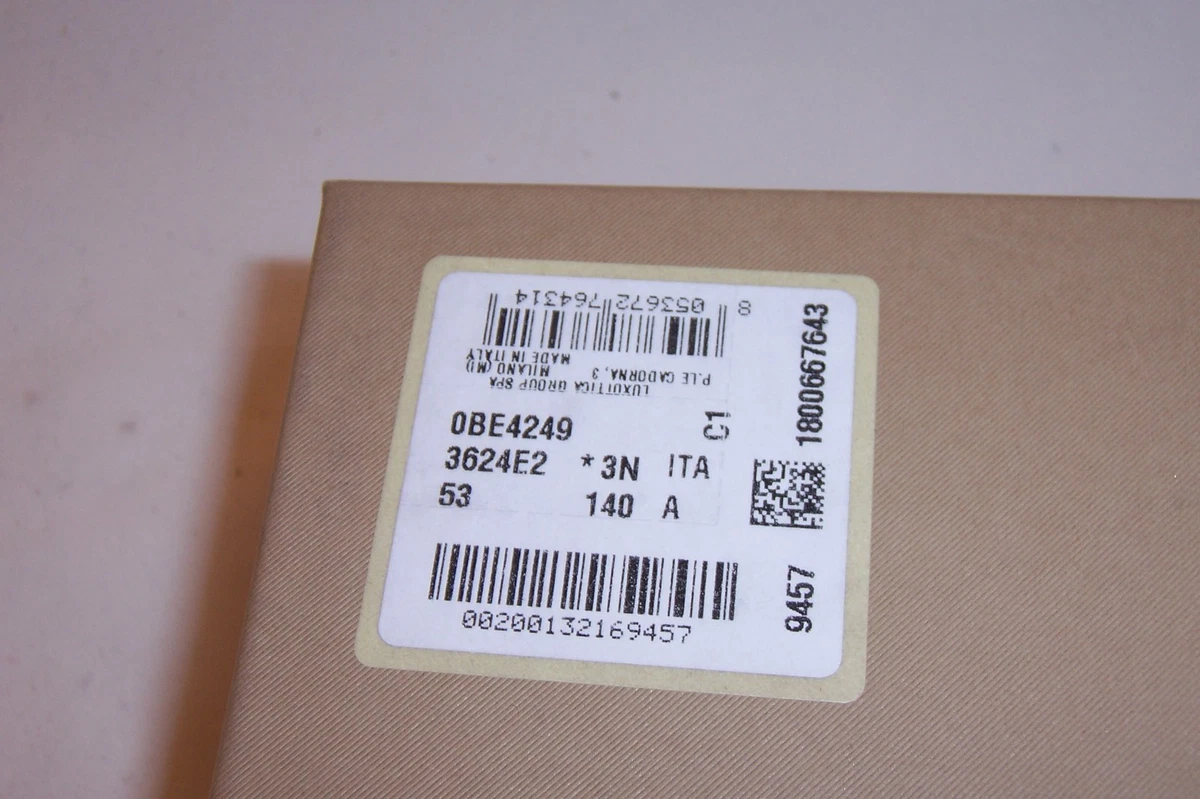 8 053672 764314
LUXOTTICA GROUP SPA
P.LE CADORNA, 3 MILANO (MI)
MADE IN ITALY
0BE4249 C1
3624E2 *3N ITA
53 140 A
00200132169457
1800667643
9457